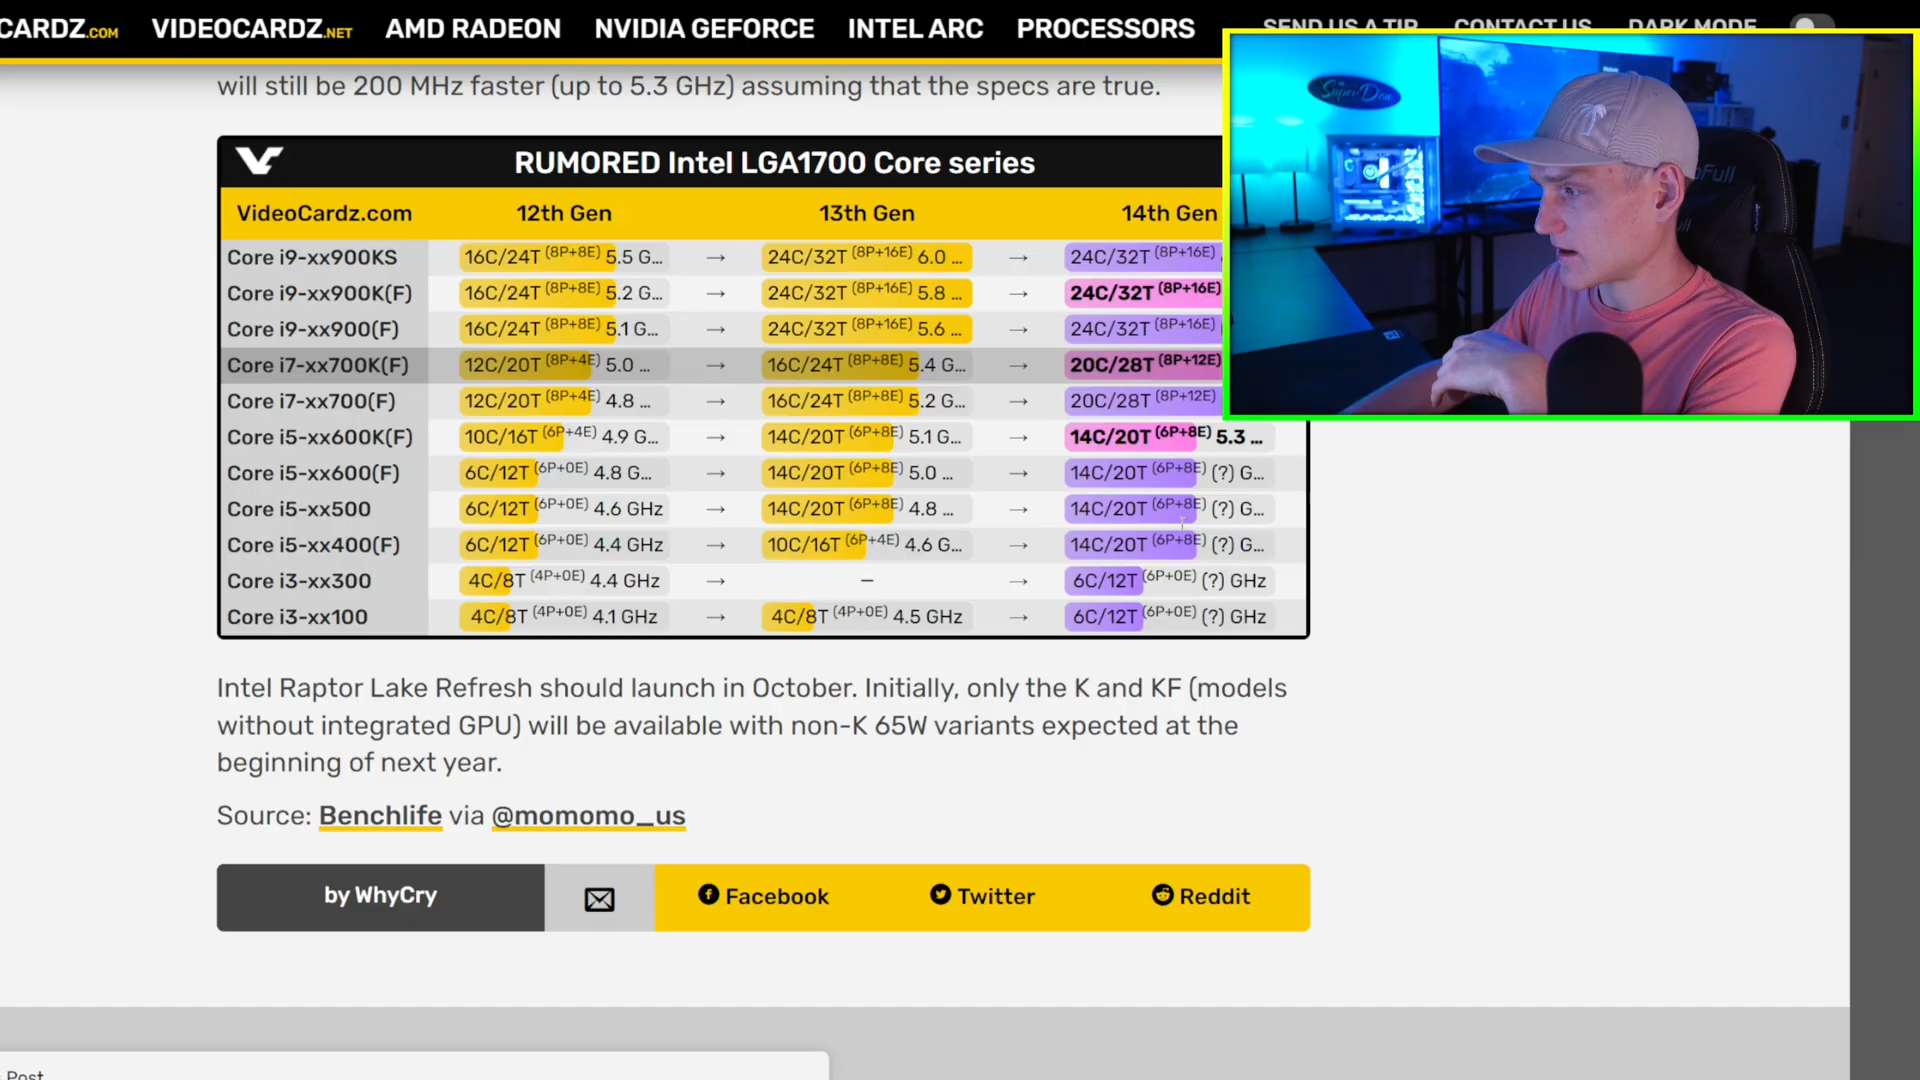 CARDZ.COM VIDEOCARDZ.NET AMD RADEON NVIDIA GEFORCE INTEL ARC PROCESSORS SEND US A TIP CONTACT US DARK MODE
will still be 200 MHz faster (up to 5.3 GHz) assuming that the specs are true.
RUMORED Intel LGA1700 Core series
VideoCardz.com 12th Gen 13th Gen 14th Gen
Core i9-xx900KS 16C/24T (8P+8E) 5.5 G... → 24C/32T (8P+16E) 6.0 ... → 24C/32T (8P+16E)
Core i9-xx900K(F) 16C/24T (8P+8E) 5.2 G... → 24C/32T (8P+16E) 5.8 ... → 24C/32T (8P+16E)
Core i9-xx900(F) 16C/24T (8P+8E) 5.1 G... → 24C/32T (8P+16E) 5.6 ... → 24C/32T (8P+16E)
Core i7-xx700K(F) 12C/20T (8P+4E) 5.0 ... 16C/24T (8P+8E) 5.4 G... 20C/28T (8P+12E)
Core i7-xx700(F) 12C/20T (8P+4E) 4.8 ... → 16C/24T (8P+8E) 5.2 G... → 20C/28T (8P+12E)
Core i5-xx600K(F) 10C/16T (6P+4E) 4.9 G... → 14C/20T (6P+8E) 5.1 G... → 14C/20T (6P+8E) 5.3 ...
Core i5-xx600(F) 6C/12T (6P+0E) 4.8 G... → 14C/20T (6P+8E) 5.0 ... → 14C/20T (6P+8E) (?) G...
Core i5-xx500 6C/12T (6P+0E) 4.6 GHz → 14C/20T (6P+8E) 4.8 ... → 14C/20T (6P+8E) (?) G...
Core i5-xx400(F) 6C/12T (6P+0E) 4.4 GHz → 10C/16T (6P+4E) 4.6 G... → 14C/20T (6P+8E) (?) G...
Core i3-xx300 4C/8T (4P+0E) 4.4 GHz → – → 6C/12T (6P+0E) (?) GHz
Core i3-xx100 4C/8T (4P+0E) 4.1 GHz → 4C/8T (4P+0E) 4.5 GHz → 6C/12T (6P+0E) (?) GHz
Intel Raptor Lake Refresh should launch in October. Initially, only the K and KF (models
without integrated GPU) will be available with non-K 65W variants expected at the
beginning of next year.
Source: Benchlife via @momomo_us
by WhyCry Facebook Twitter Reddit
Post